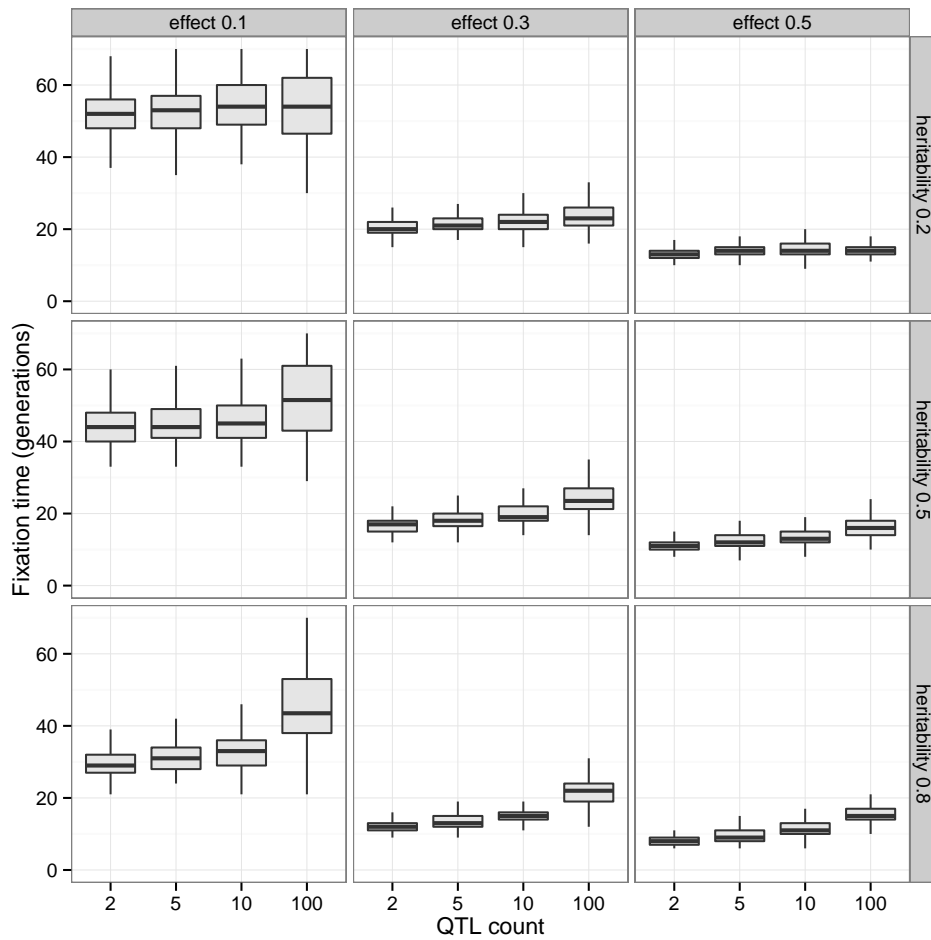 effect 0.1 effect 0.3 effect 0.5
60
40
20
0
heritability 0.2
60
40
20
0
heritability 0.5
60
40
20
0
heritability 0.8
Fixation time (generations)
2 5 10 100 2 5 10 100 2 5 10 100
QTL count